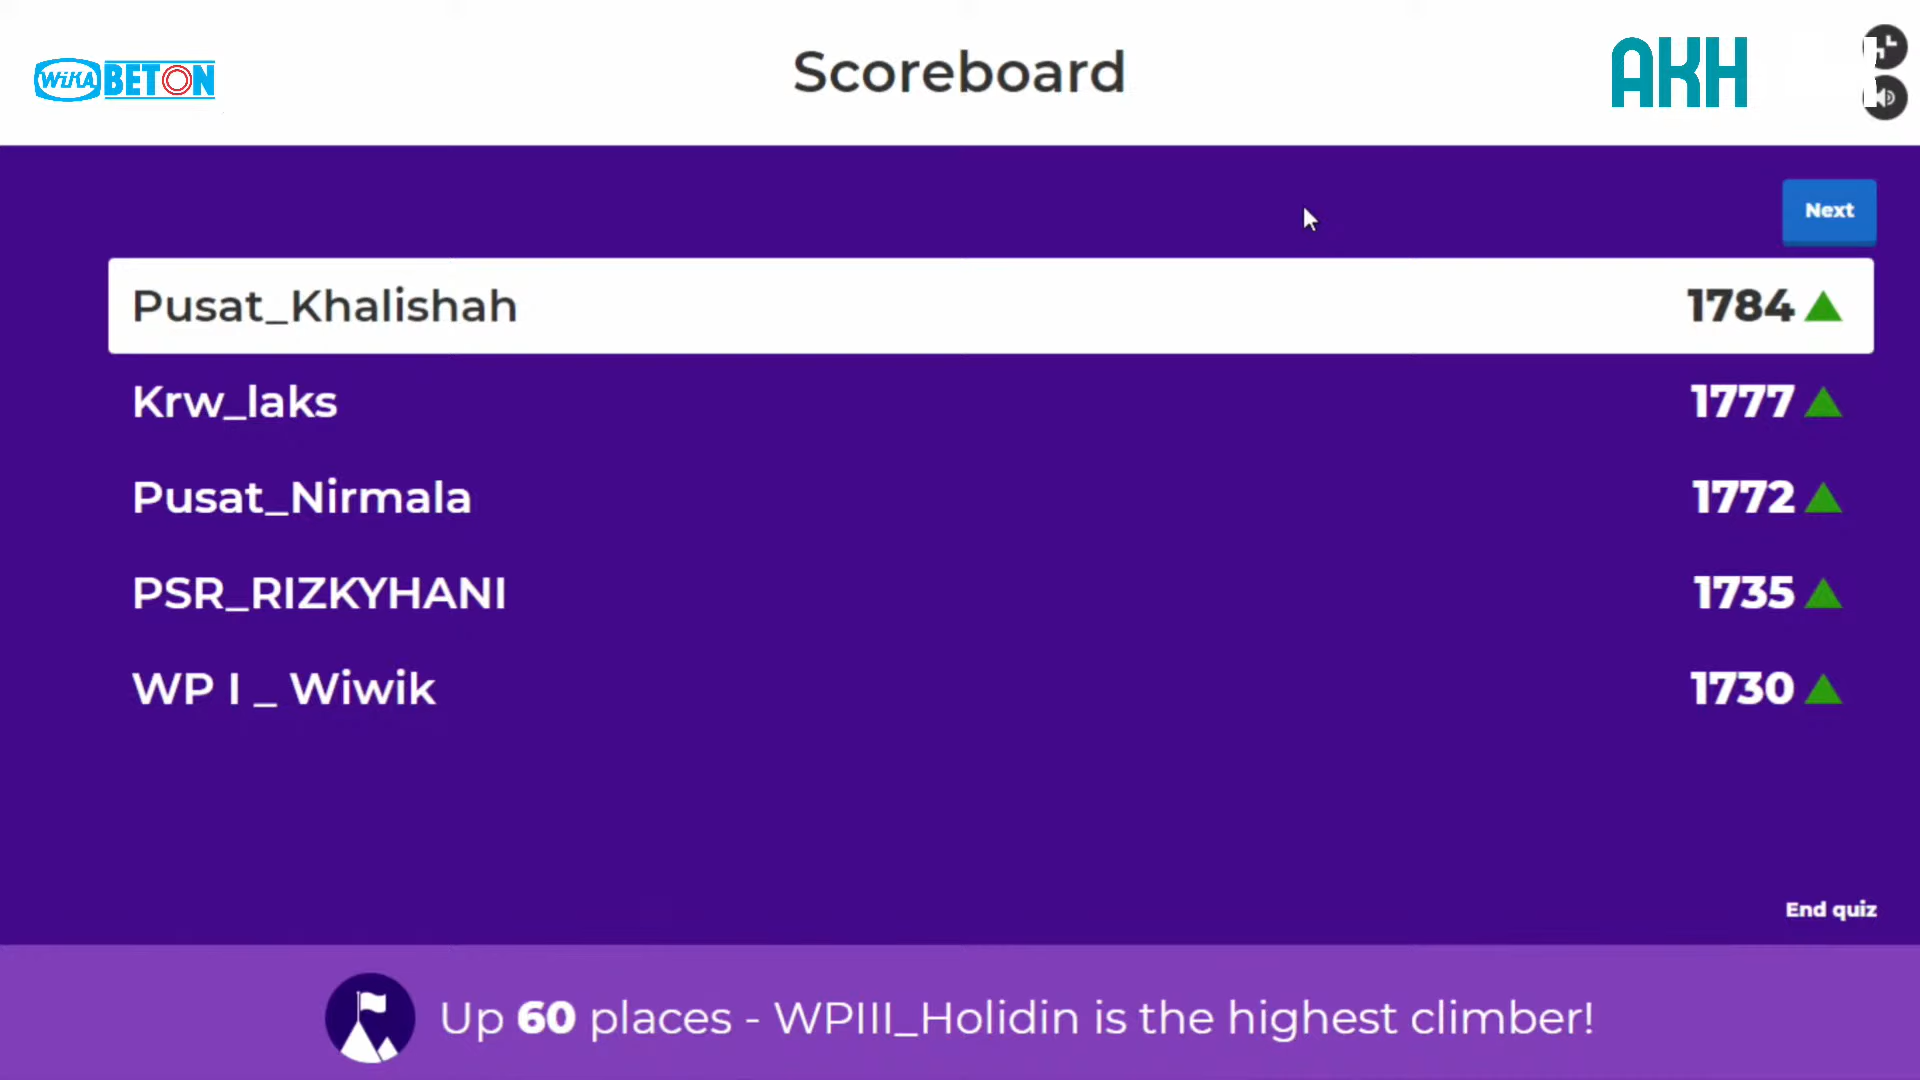 WIKA BETON
Scoreboard
AKH
Next
Pusat_Khalishah 1784
Krw_laks 1777
Pusat_Nirmala 1772
PSR_RIZKYHANI 1735
WP I _ Wiwik 1730
End quiz
Up 60 places - WPIII_Holidin is the highest climber!